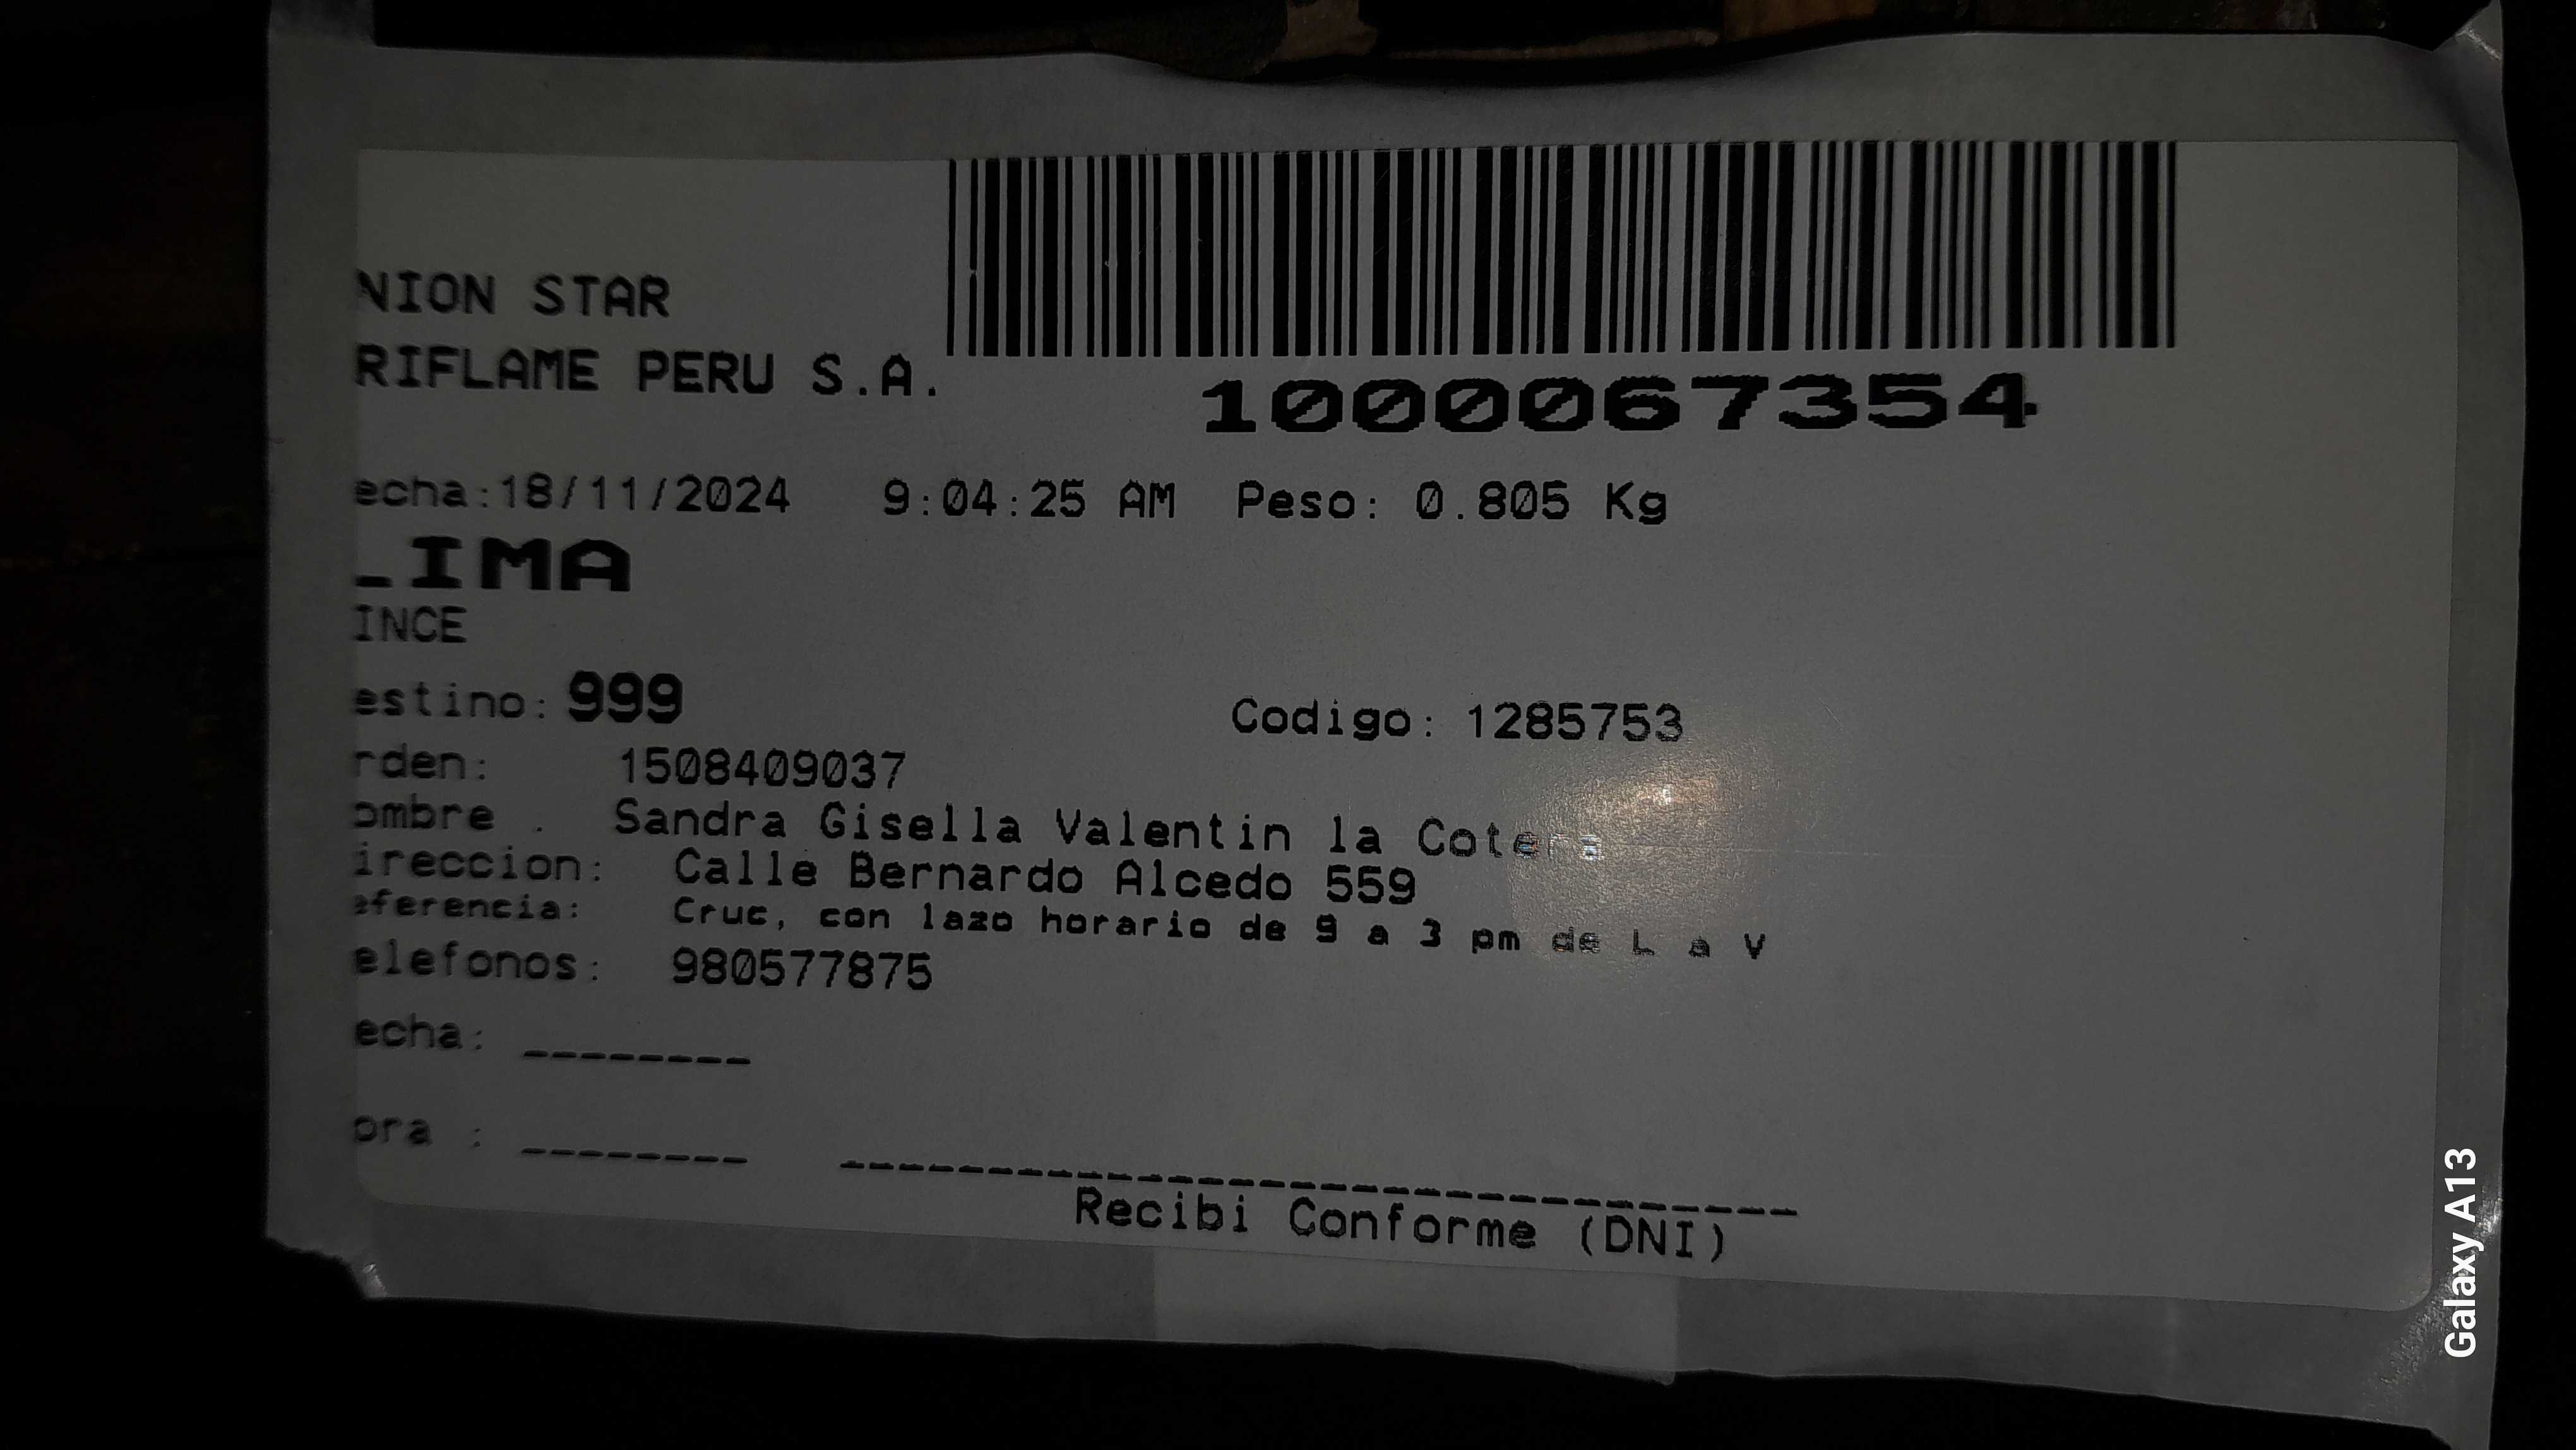 NION STAR
RIFLAME PERU S.A.
1000067354
echa:18/11/2024 9:04:25 AM Peso: 0.805 Kg
LIMA
INCE
estino: 999 Codigo: 1285753
rden: 1508409037
ombre . Sandra Gisella Valentin la Cotera
ireccion: Calle Bernardo Alcedo 559
eferencia: Cruc, con lazo horario de 9 a 3 pm de L a V
elefonos: 980577875
echa: ________
ora : ________
Recibi Conforme (DNI)
Galaxy A13